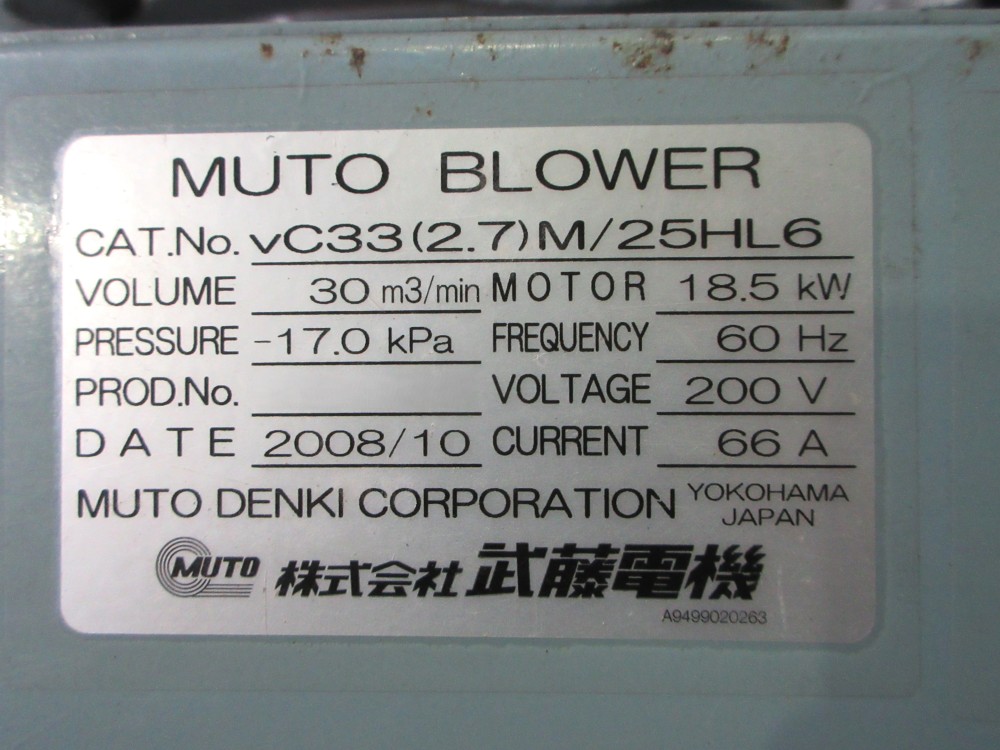 MUTO BLOWER
CAT.No. vC33(2.7)M/25HL6
VOLUME 30 m3/min MOTOR 18.5 kW
PRESSURE -17.0 kPa FREQUENCY 60 Hz
PROD.No. VOLTAGE 200 V
DATE 2008/10 CURRENT 66 A
MUTO DENKI CORPORATION YOKOHAMA JAPAN
MUTO 株式会社 武藤電機
A9499020263